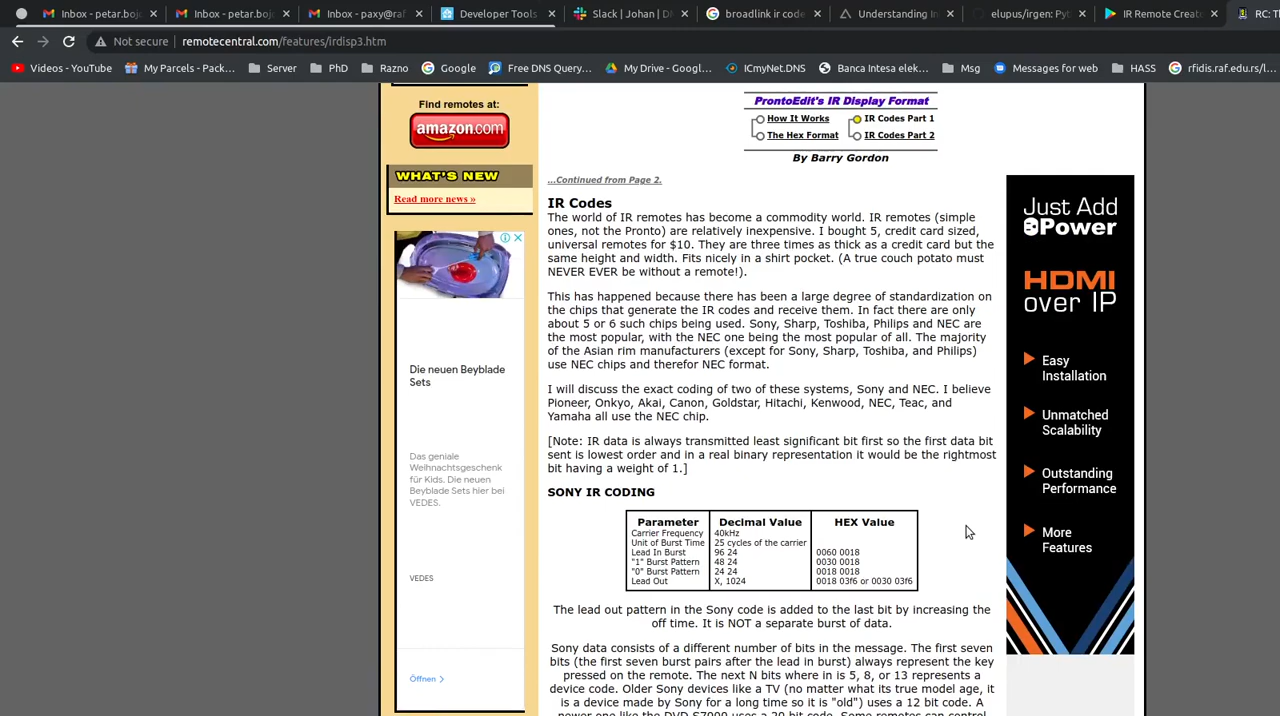 Inbox - petar.boj
Inbox - petar.bojo
Inbox - paxy@ral
Developer Tools
Slack | Johan | D
broadlink ir code
Understanding I
elupus/irgen: Pyt
IR Remote Create
RC: T
Not secure
remotecentral.com/features/irdisp3.htm
Videos - YouTube
My Parcels - Pack...
Server
PhD
Razno
Google
Free DNS Query...
My Drive - Googl...
ICmyNet.DNS
Banca Intesa elek...
Msg
Messages for web
HASS
rfidis.raf.edu.rs/l...
Find remotes at:
amazon.com
WHAT'S NEW
Read more news »
Die neuen Beyblade
Sets
Das geniale
Weihnachtsgeschenk
für Kids. Die neuen
Beyblade Sets hier bei
VEDES.
VEDES
Öffnen
ProntoEdit's IR Display Format
How It Works
IR Codes Part 1
The Hex Format
IR Codes Part 2
By Barry Gordon
...Continued from Page 2.
IR Codes
The world of IR remotes has become a commodity world. IR remotes (simple
ones, not the Pronto) are relatively inexpensive. I bought 5, credit card sized,
universal remotes for $10. They are three times as thick as a credit card but the
same height and width. Fits nicely in a shirt pocket. (A true couch potato must
NEVER EVER be without a remote!).
This has happened because there has been a large degree of standardization on
the chips that generate the IR codes and receive them. In fact there are only
about 5 or 6 such chips being used. Sony, Sharp, Toshiba, Philips and NEC are
the most popular, with the NEC one being the most popular of all. The majority
of the Asian rim manufacturers (except for Sony, Sharp, Toshiba, and Philips)
use NEC chips and therefor NEC format.
I will discuss the exact coding of two of these systems, Sony and NEC. I believe
Pioneer, Onkyo, Akai, Canon, Goldstar, Hitachi, Kenwood, NEC, Teac, and
Yamaha all use the NEC chip.
[Note: IR data is always transmitted least significant bit first so the first data bit
sent is lowest order and in a real binary representation it would be the rightmost
bit having a weight of 1.]
SONY IR CODING
Parameter Decimal Value HEX Value
Carrier Frequency 40kHz
Unit of Burst Time 25 cycles of the carrier
Lead In Burst 96 24 0060 0018
"1" Burst Pattern 48 24 0030 0018
"0" Burst Pattern 24 24 0018 0018
Lead Out X, 1024 0018 03f6 or 0030 03f6
The lead out pattern in the Sony code is added to the last bit by increasing the
off time. It is NOT a separate burst of data.
Sony data consists of a different number of bits in the message. The first seven
bits (the first seven burst pairs after the lead in burst) always represent the key
pressed on the remote. The next N bits where in is 5, 8, or 13 represents a
device code. Older Sony devices like a TV (no matter what its true model age, it
is a device made by Sony for a long time so it is "old") uses a 12 bit code. A
Just Add
Power
HDMI
over IP
Easy
Installation
Unmatched
Scalability
Outstanding
Performance
More
Features